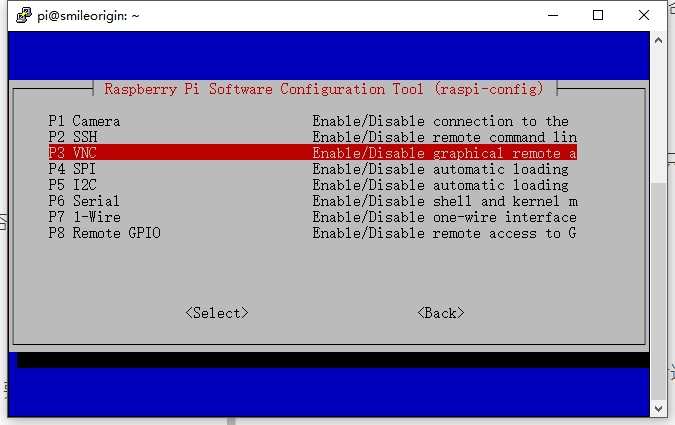 pi@smileorigin: ~
Raspberry Pi Software Configuration Tool (raspi-config)
P1 Camera Enable/Disable connection to the
P2 SSH Enable/Disable remote command lin
P3 VNC Enable/Disable graphical remote a
P4 SPI Enable/Disable automatic loading
P5 I2C Enable/Disable automatic loading
P6 Serial Enable/Disable shell and kernel m
P7 1-Wire Enable/Disable one-wire interface
P8 Remote GPIO Enable/Disable remote access to G
<Select> <Back>